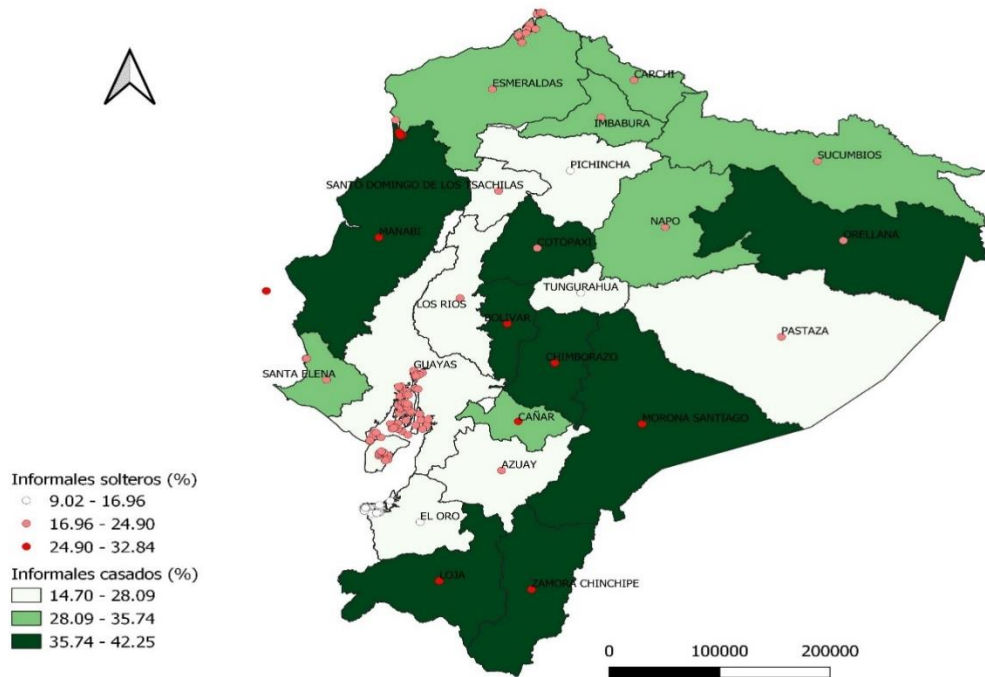 ESMERALDAS
CARCHI
IMBABURA
SUCUMBIOS
PICHINCHA
SANTO DOMINGO DE LOS TSACHILAS
NAPO
MANABI
COTOPAXI
ORELLANA
TUNGURAHUA
LOS RIOS
BOLIVAR
PASTAZA
CHIMBORAZO
GUAYAS
SANTA ELENA
CAÑAR
MORONA SANTIAGO
AZUAY
EL ORO
LOJA
ZAMORA CHINCHIPE
Informales solteros (%)
9.02 - 16.96
16.96 - 24.90
24.90 - 32.84
Informales casados (%)
14.70 - 28.09
28.09 - 35.74
35.74 - 42.25
0 100000 200000